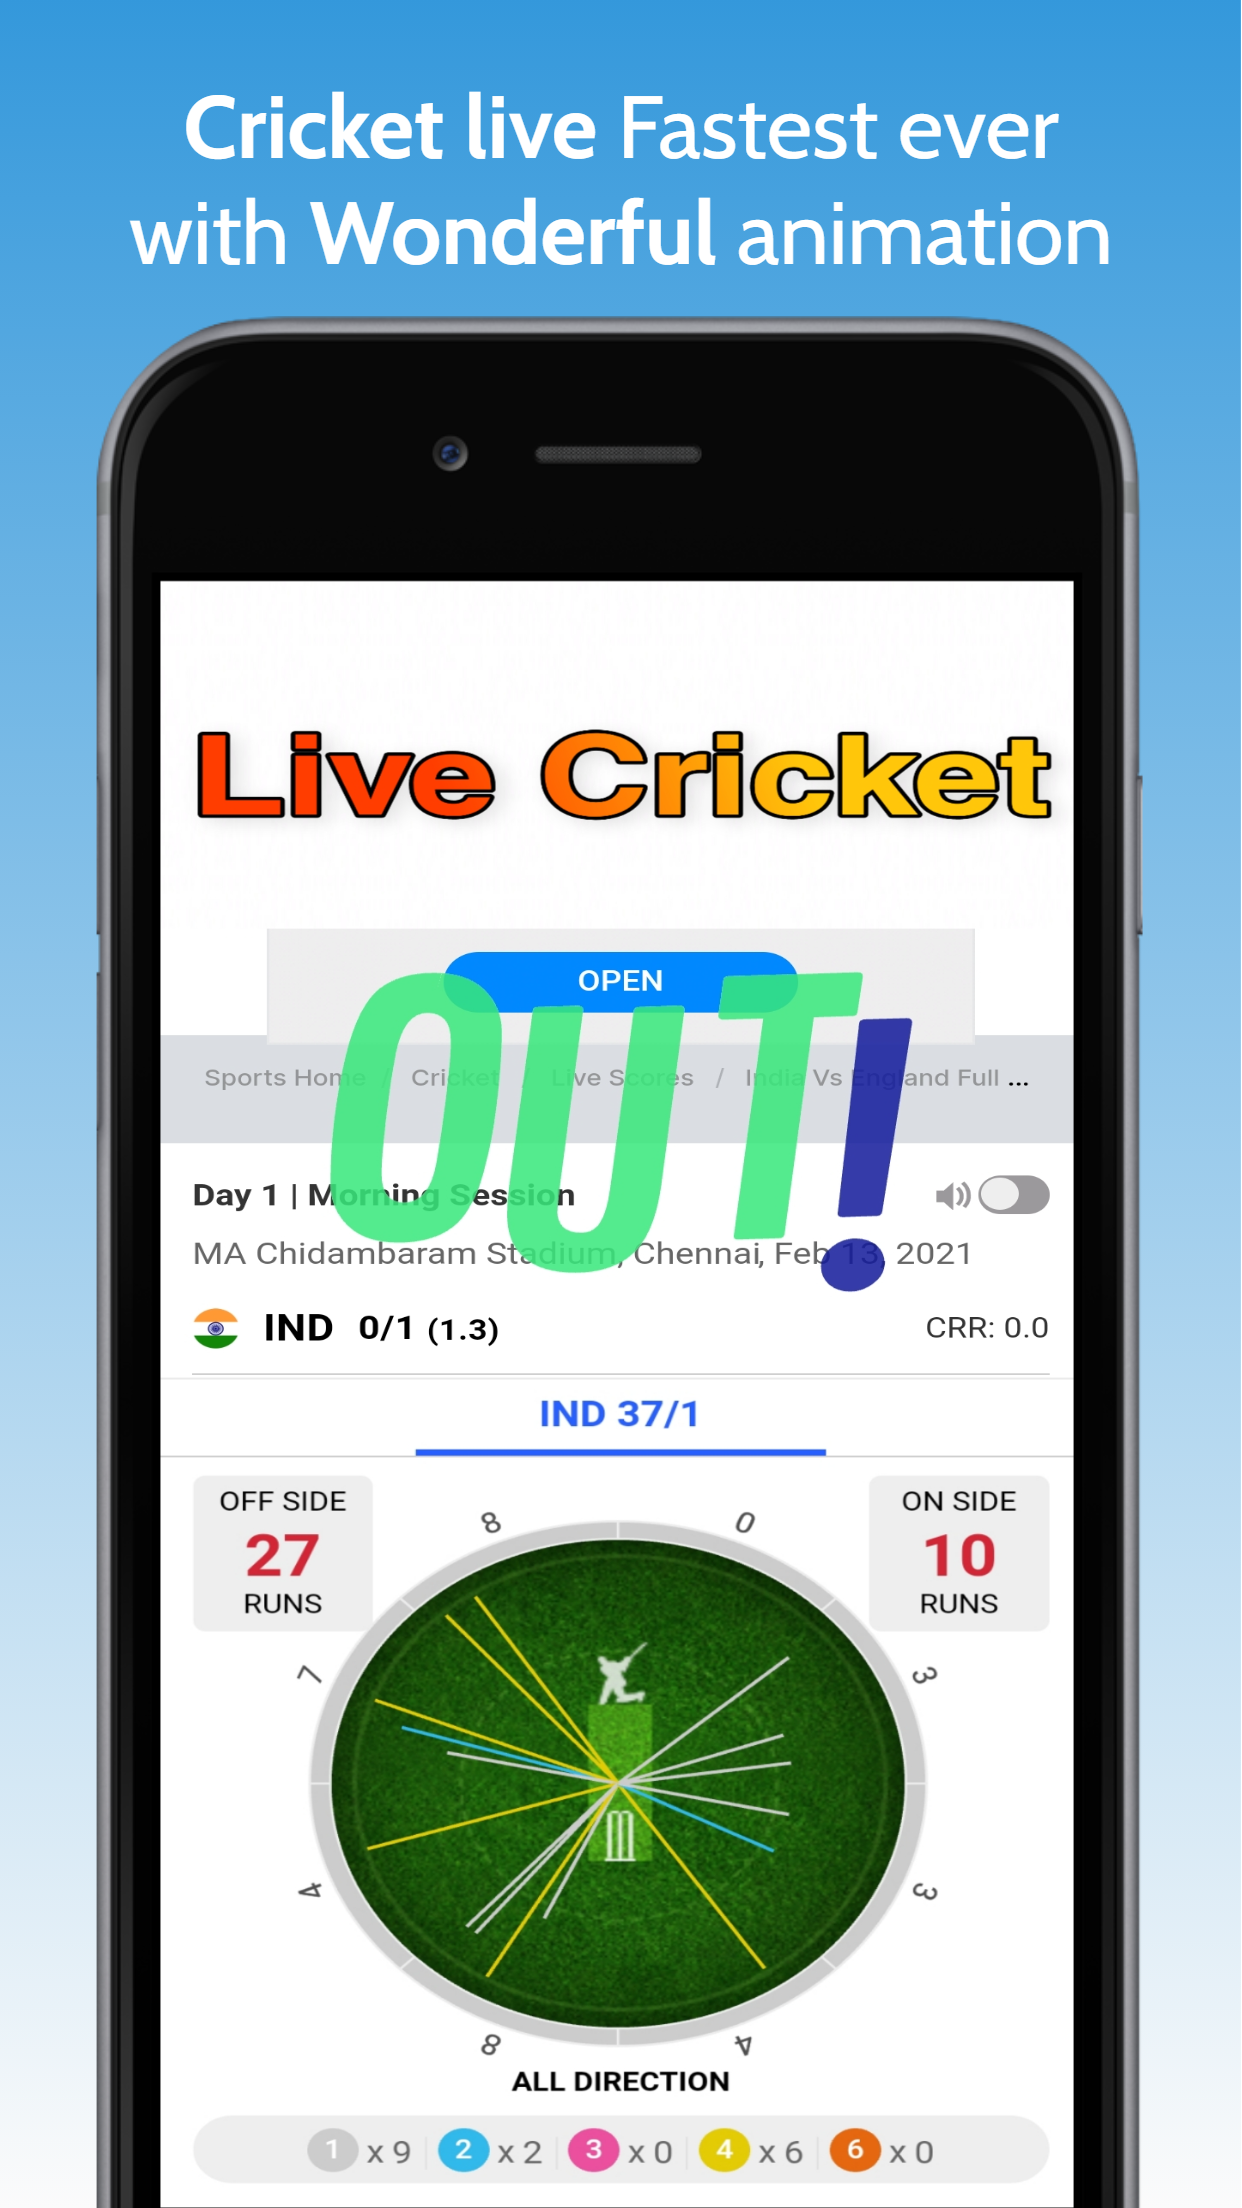 Cricket live Fastest ever
with Wonderful animation
Live Cricket
OPEN
OUT!
Sports Home / Cricket / Live Scores / India Vs England Full ...
Day 1 | Morning Session
MA Chidambaram Stadium, Chennai, Feb 13, 2021
IND 0/1 (1.3)
CRR: 0.0
IND 37/1
OFF SIDE
27
RUNS
ON SIDE
10
RUNS
8
0
7
3
4
3
8
4
ALL DIRECTION
1 x 9
2 x 2
3 x 0
4 x 6
6 x 0